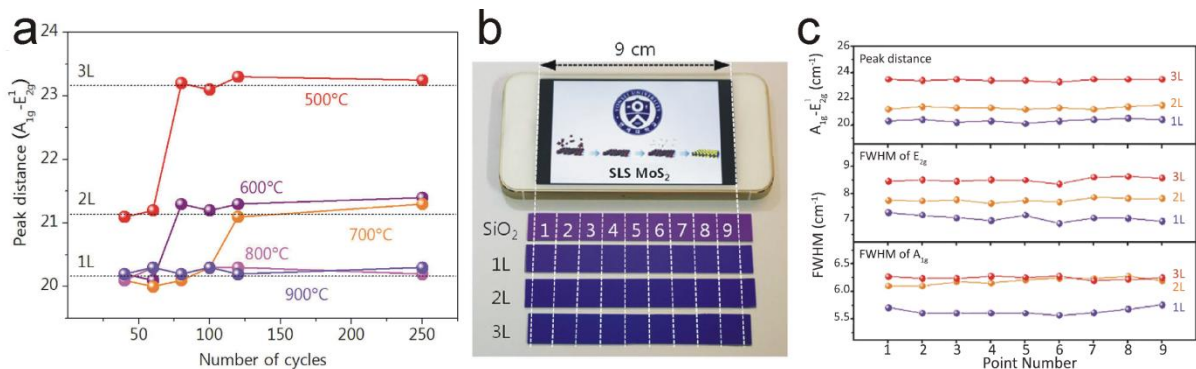 a
24
23
22
21
20
Peak distance (A1g-E¹2g)
3L
2L
1L
500°C
600°C
700°C
800°C
900°C
50 100 150 200 250
Number of cycles
b
9 cm
SLS MoS2
SiO2 1 2 3 4 5 6 7 8 9
1L
2L
3L
c
A1g-E¹2g (cm-1)
26
24
22
20
Peak distance
3L
2L
1L
FWHM (cm-1)
FWHM of E2g
8
7
3L
2L
1L
FWHM of A1g
6.5
6.0
5.5
3L
2L
1L
1 2 3 4 5 6 7 8 9
Point Number